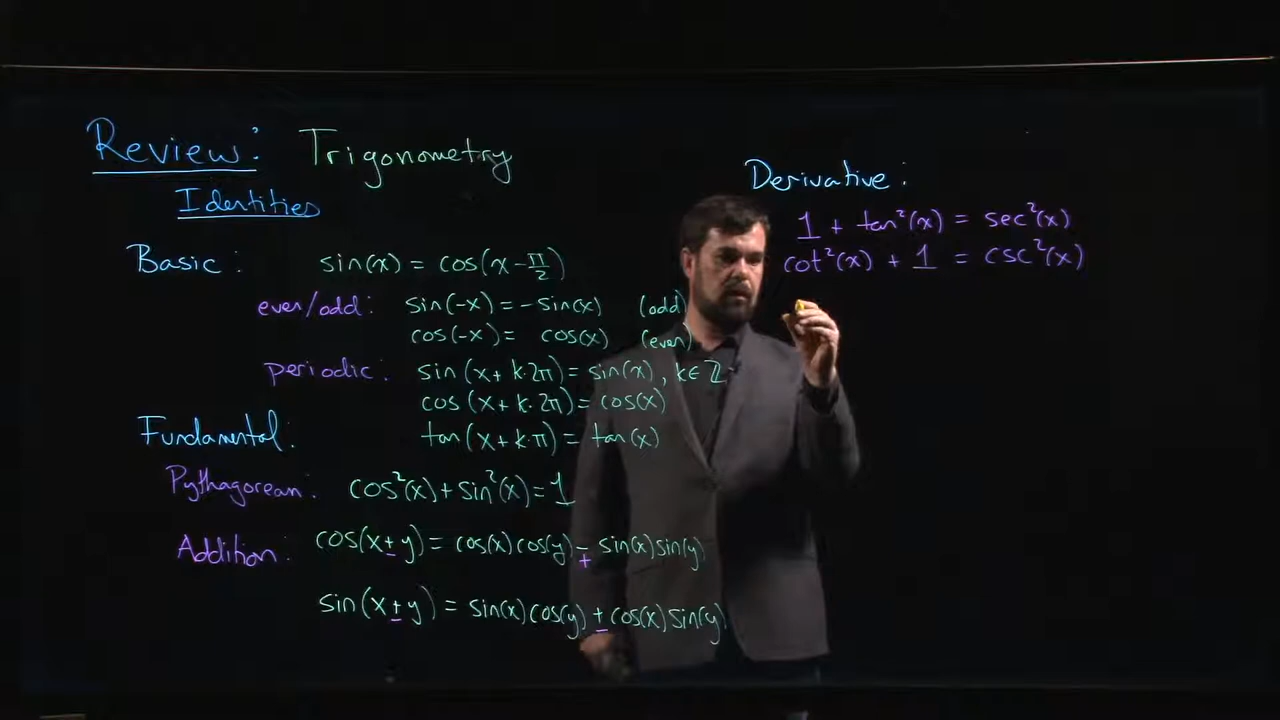 Review: Trigonometry
Identities
Basic: sin(x) = cos(x - π/2)
even/odd: sin(-x) = - sin(x) (odd)
cos(-x) = cos(x) (even)
periodic: sin(x + k·2π) = sin(x), k ∈ ℤ
cos(x + k·2π) = cos(x)
Fundamental: tan(x + k·π) = tan(x)
Pythagorean: cos²(x) + sin²(x) = 1
Addition: cos(x ± y) = cos(x)cos(y) ∓ sin(x)sin(y)
sin(x ± y) = sin(x)cos(y) ± cos(x)sin(y)
Derivative:
1 + tan²(x) = sec²(x)
cot²(x) + 1 = csc²(x)